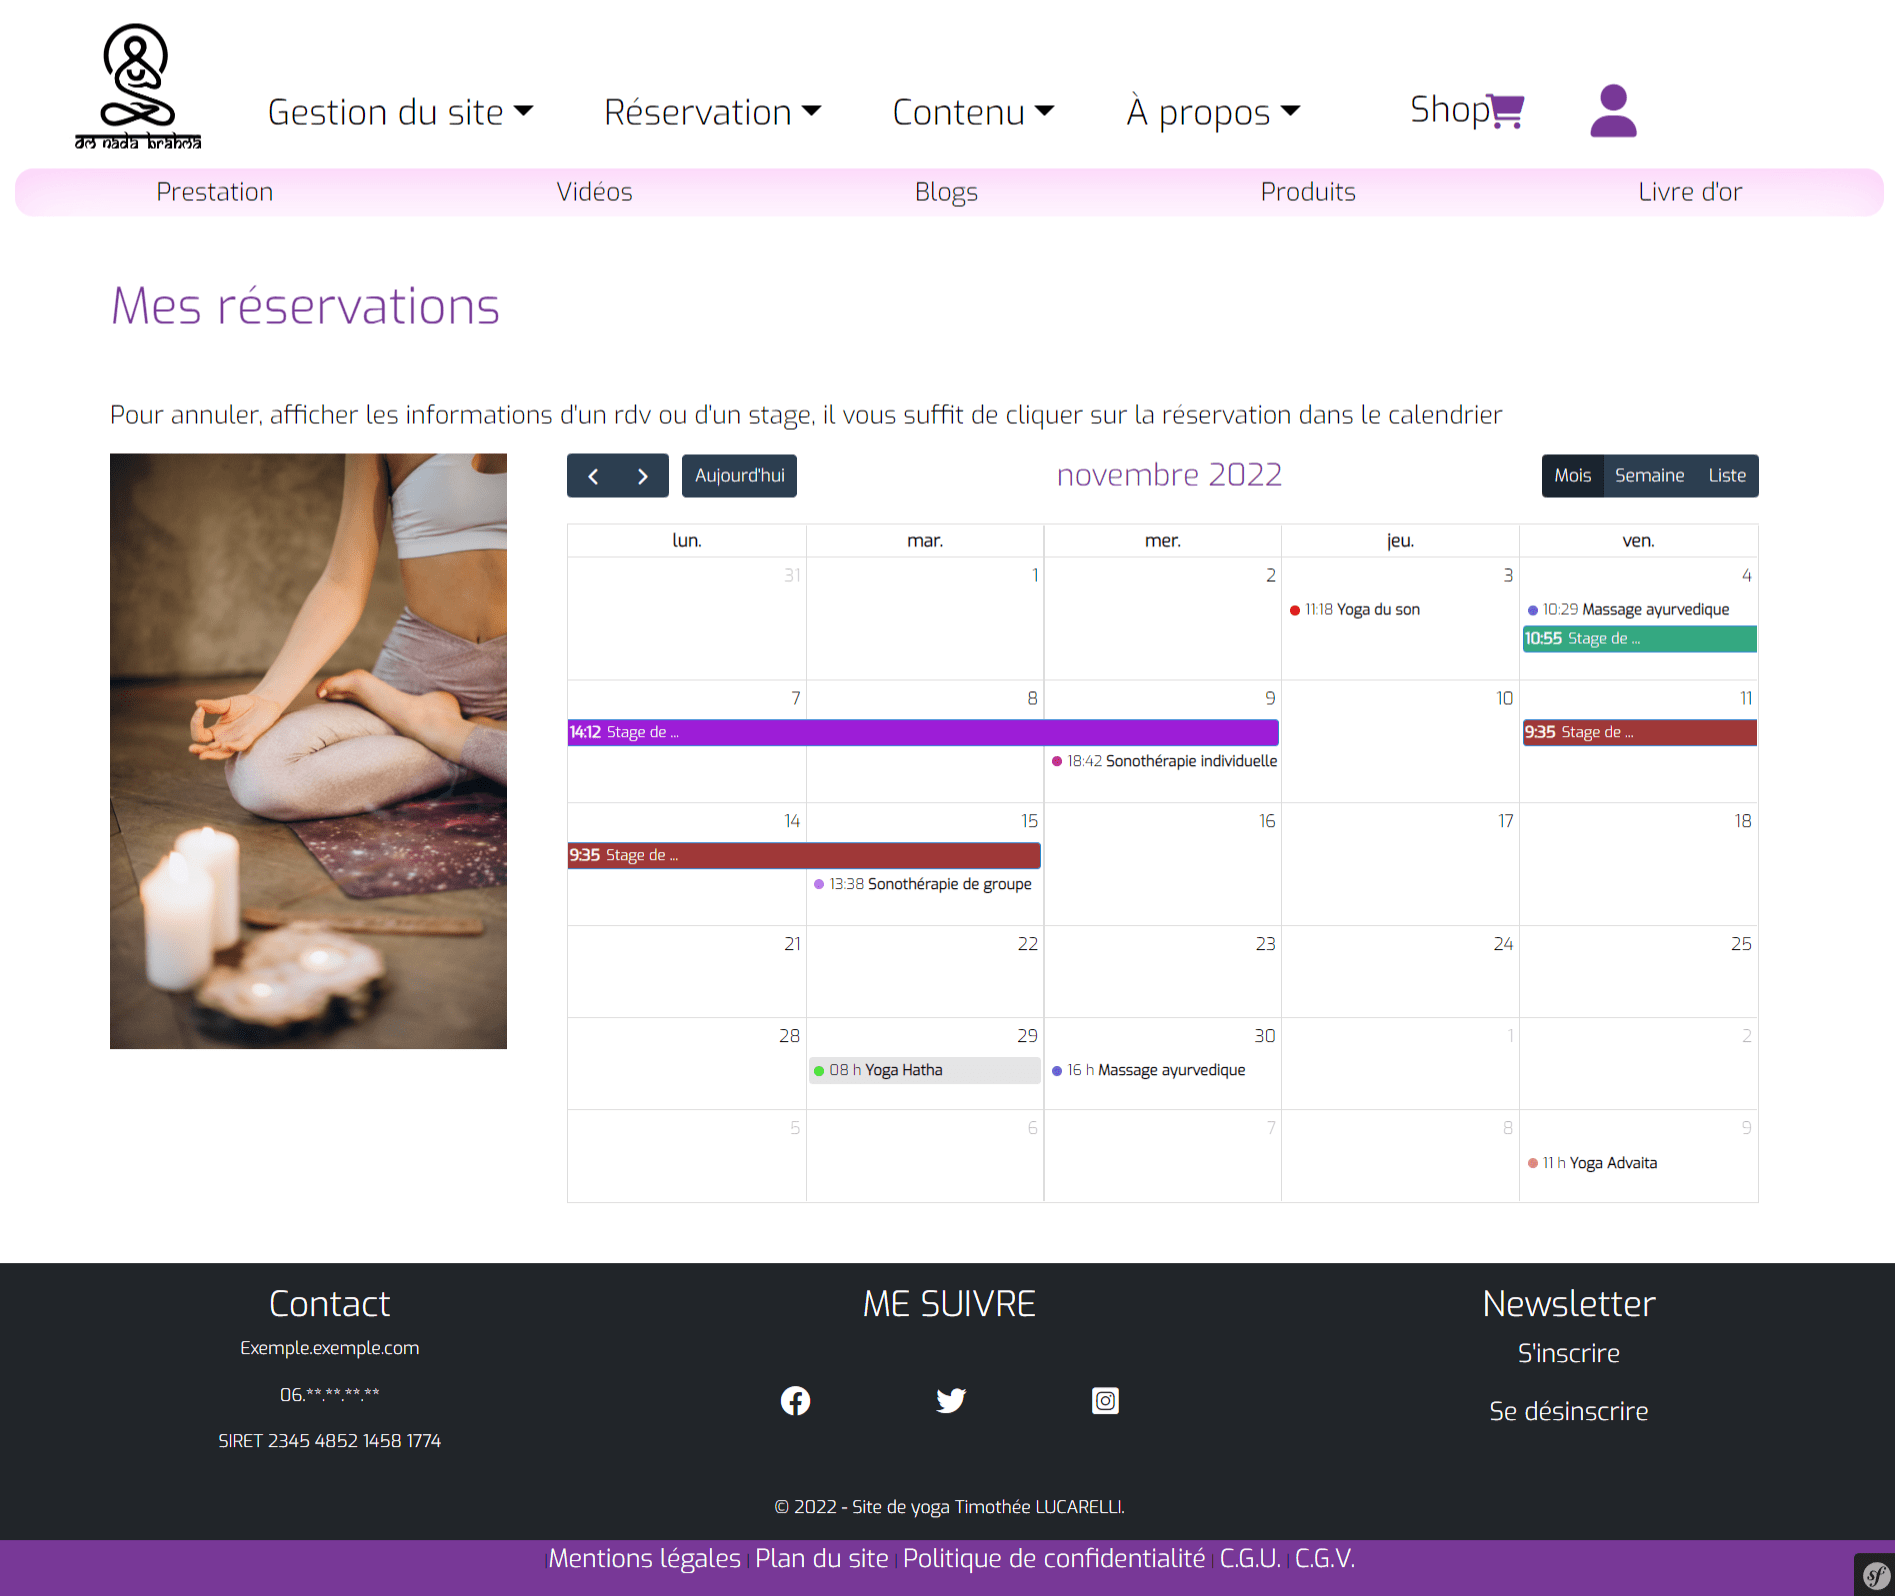 om nada brahma
Gestion du site
Réservation
Contenu
À propos
Shop
Prestation
Vidéos
Blogs
Produits
Livre d'or
Mes réservations
Pour annuler, afficher les informations d'un rdv ou d'un stage, il vous suffit de cliquer sur la réservation dans le calendrier
Aujourd'hui
novembre 2022
Mois Semaine Liste
lun. mar. mer. jeu. ven.
31 1 2 3 4
11:18 Yoga du son
10:29 Massage ayurvedique
10:55 Stage de ...
7 8 9 10 11
14:12 Stage de ...
9:35 Stage de ...
18:42 Sonothérapie individuelle
14 15 16 17 18
9:35 Stage de ...
13:38 Sonothérapie de groupe
21 22 23 24 25
28 29 30 1 2
08 h Yoga Hatha
16 h Massage ayurvedique
5 6 7 8 9
11 h Yoga Advaita
Contact
Exemple.exemple.com
06.**.**.**.**
SIRET 2345 4852 1458 1774
ME SUIVRE
Newsletter
S'inscrire
Se désinscrire
© 2022 - Site de yoga Timothée LUCARELLI.
|Mentions légales | Plan du site | Politique de confidentialité | C.G.U. | C.G.V.
sf